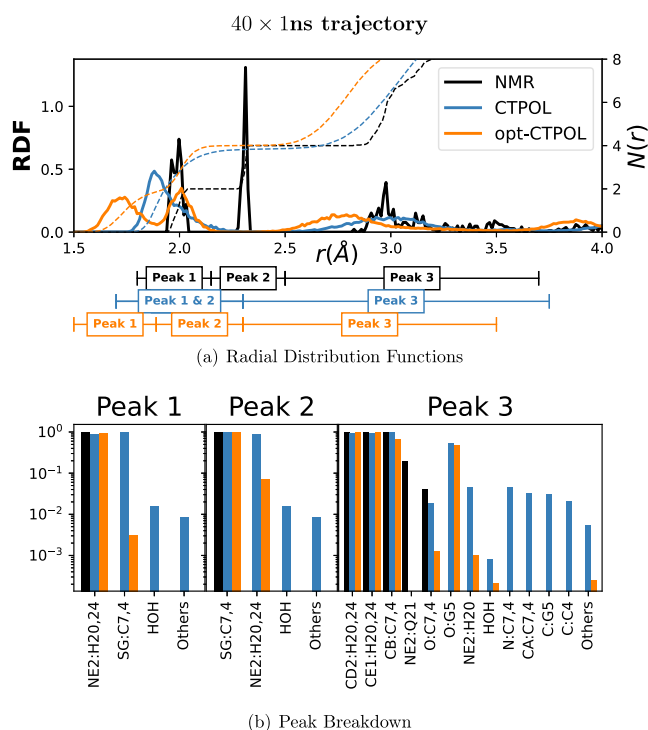 40 × 1ns trajectory
RDF
1.0
0.5
0.0
NMR
CTPOL
opt-CTPOL
8
6
4
2
0
N(r)
1.5 2.0 2.5 3.0 3.5 4.0
r(Å)
Peak 1 Peak 2 Peak 3
Peak 1 & 2 Peak 3
Peak 1 Peak 2 Peak 3
(a) Radial Distribution Functions
Peak 1 Peak 2 Peak 3
10⁰
10⁻¹
10⁻²
10⁻³
NE2:H20,24
SG:C7,4
HOH
Others
SG:C7,4
NE2:H20,24
HOH
Others
CD2:H20,24
CE1:H20,24
CB:C7,4
NE2:Q21
O:C7,4
O:G5
NE2:H20
HOH
N:C7,4
CA:C7,4
C:G5
C:C4
Others
(b) Peak Breakdown